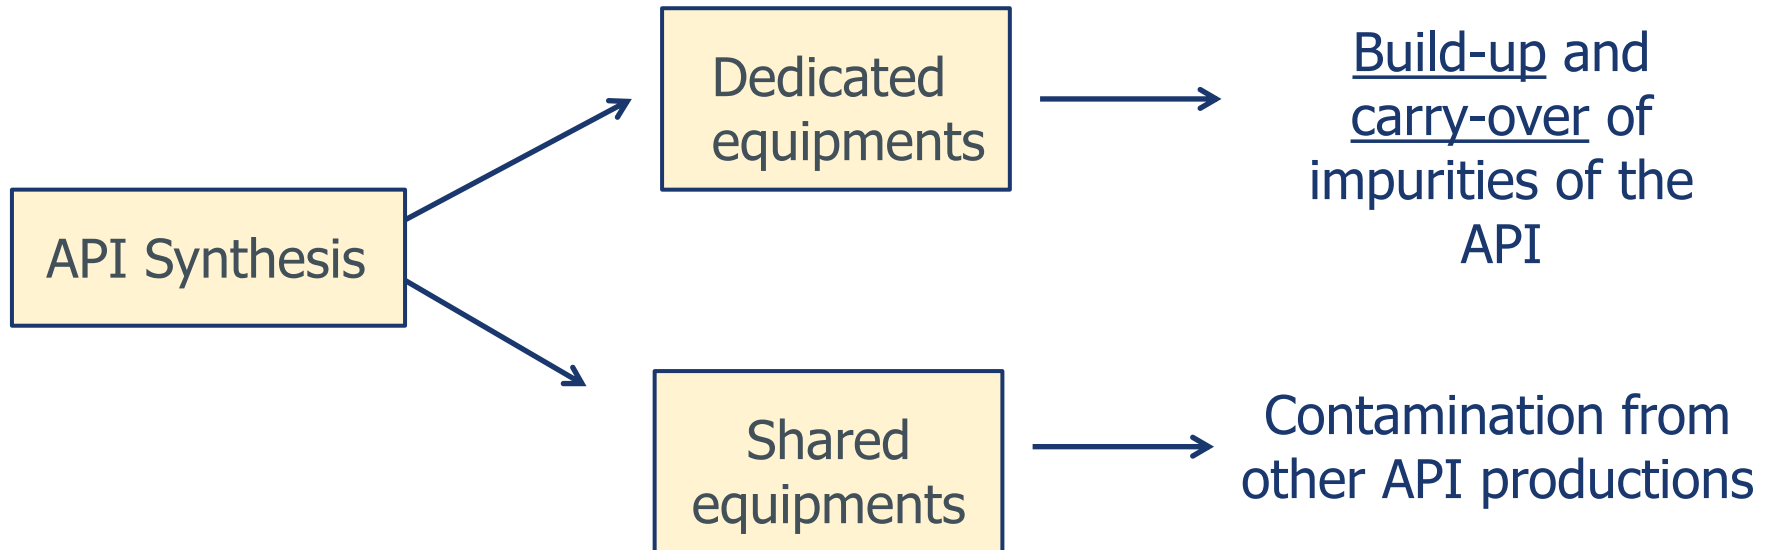 API Synthesis
Dedicated
equipments
Build-up and
carry-over of
impurities of the
API
Shared
equipments
Contamination from
other API productions